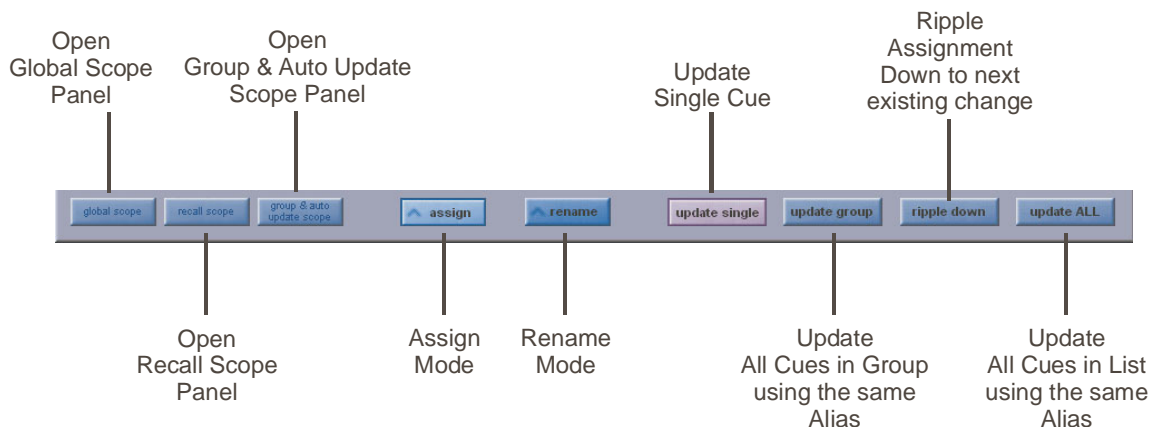 Open
Global Scope
Panel
Open
Group & Auto Update
Scope Panel
Update
Single Cue
Ripple
Assignment
Down to next
existing change
global scope
recall scope
group & auto
update scope
assign
rename
update single
update group
ripple down
update ALL
Open
Recall Scope
Panel
Assign
Mode
Rename
Mode
Update
All Cues in Group
using the same
Alias
Update
All Cues in List
using the same
Alias